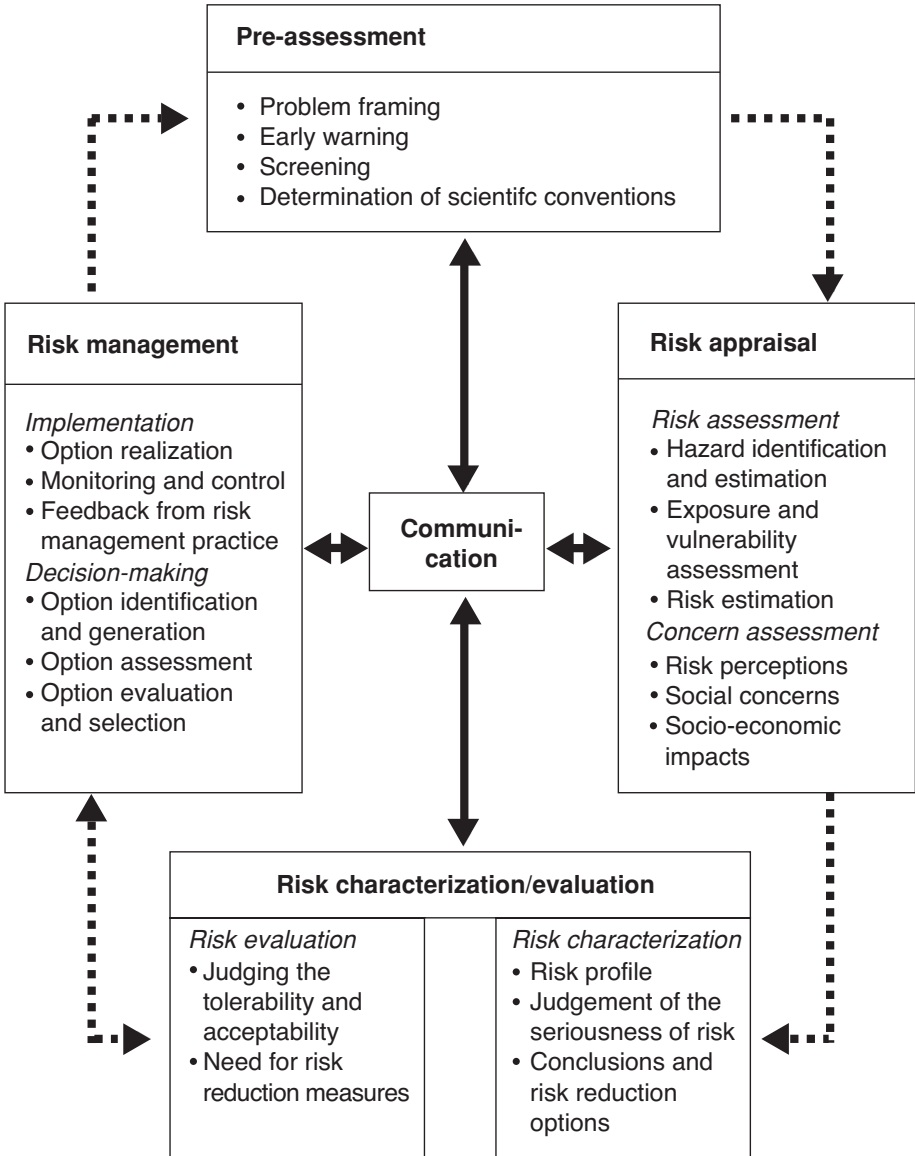 Pre-assessment
• Problem framing
• Early warning
• Screening
• Determination of scientifc conventions
Risk management
Implementation
• Option realization
• Monitoring and control
• Feedback from risk
management practice
Decision-making
• Option identification
and generation
• Option assessment
• Option evaluation
and selection
Communi-
cation
Risk appraisal
Risk assessment
• Hazard identification
and estimation
• Exposure and
vulnerability
assessment
• Risk estimation
Concern assessment
• Risk perceptions
• Social concerns
• Socio-economic
impacts
Risk characterization/evaluation
Risk evaluation
• Judging the
tolerability and
acceptability
• Need for risk
reduction measures
Risk characterization
• Risk profile
• Judgement of the
seriousness of risk
• Conclusions and
risk reduction
options